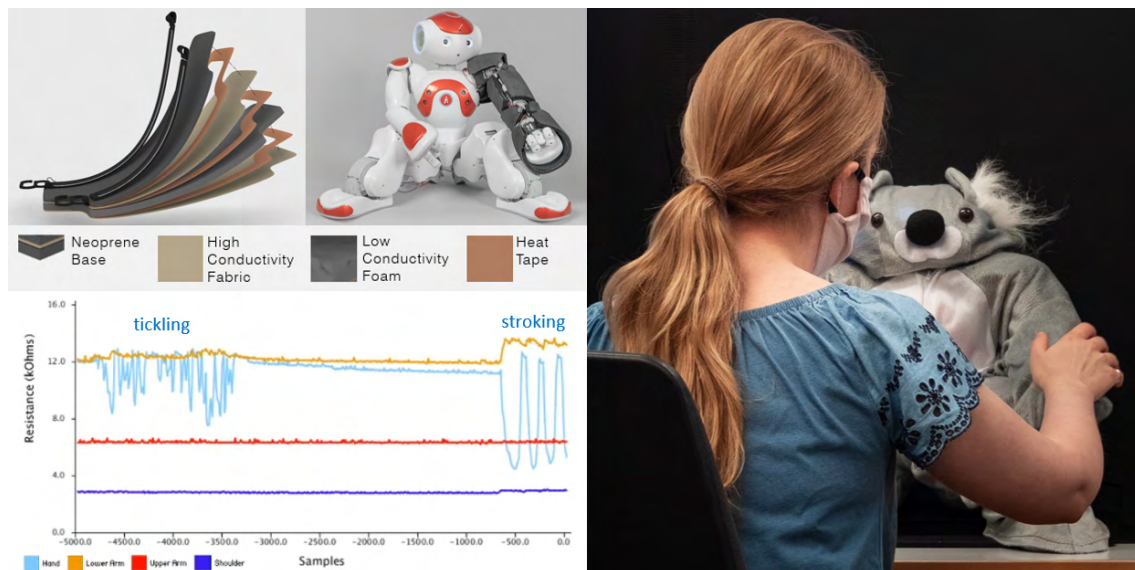 Neoprene
Base
High
Conductivity
Fabric
Low
Conductivity
Foam
Heat
Tape
tickling
stroking
Resistance (kOhms)
16.0
12.0
8.0
4.0
0.0
-5000.0 -4500.0 -4000.0 -3500.0 -3000.0 -2500.0 -2000.0 -1500.0 -1000.0 -500.0 0.0
Samples
Hand Lower Arm Upper Arm Shoulder